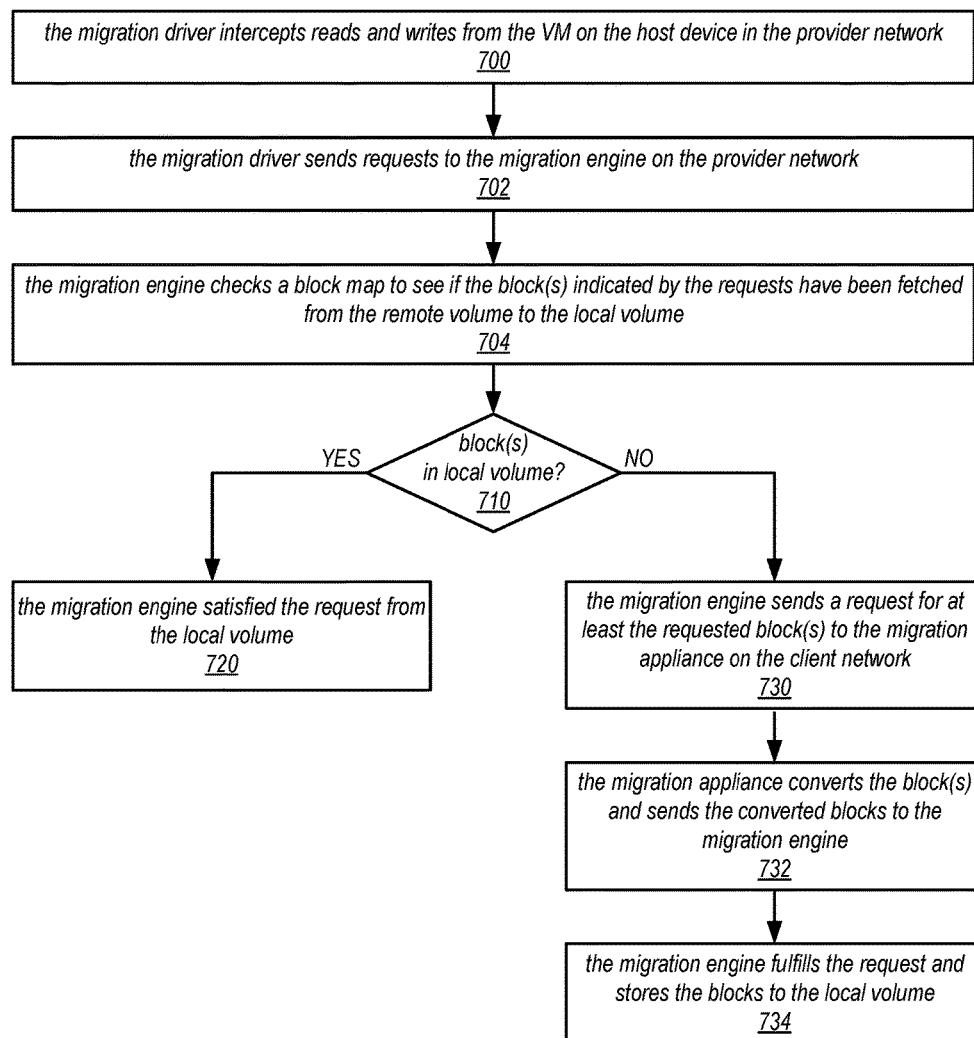 the migration driver intercepts reads and writes from the VM on the host device in the provider network
700
the migration driver sends requests to the migration engine on the provider network
702
the migration engine checks a block map to see if the block(s) indicated by the requests have been fetched
from the remote volume to the local volume
704
block(s)
in local volume?
710
YES
NO
the migration engine satisfied the request from
the local volume
720
the migration engine sends a request for at
least the requested block(s) to the migration
appliance on the client network
730
the migration appliance converts the block(s)
and sends the converted blocks to the
migration engine
732
the migration engine fulfills the request and
stores the blocks to the local volume
734